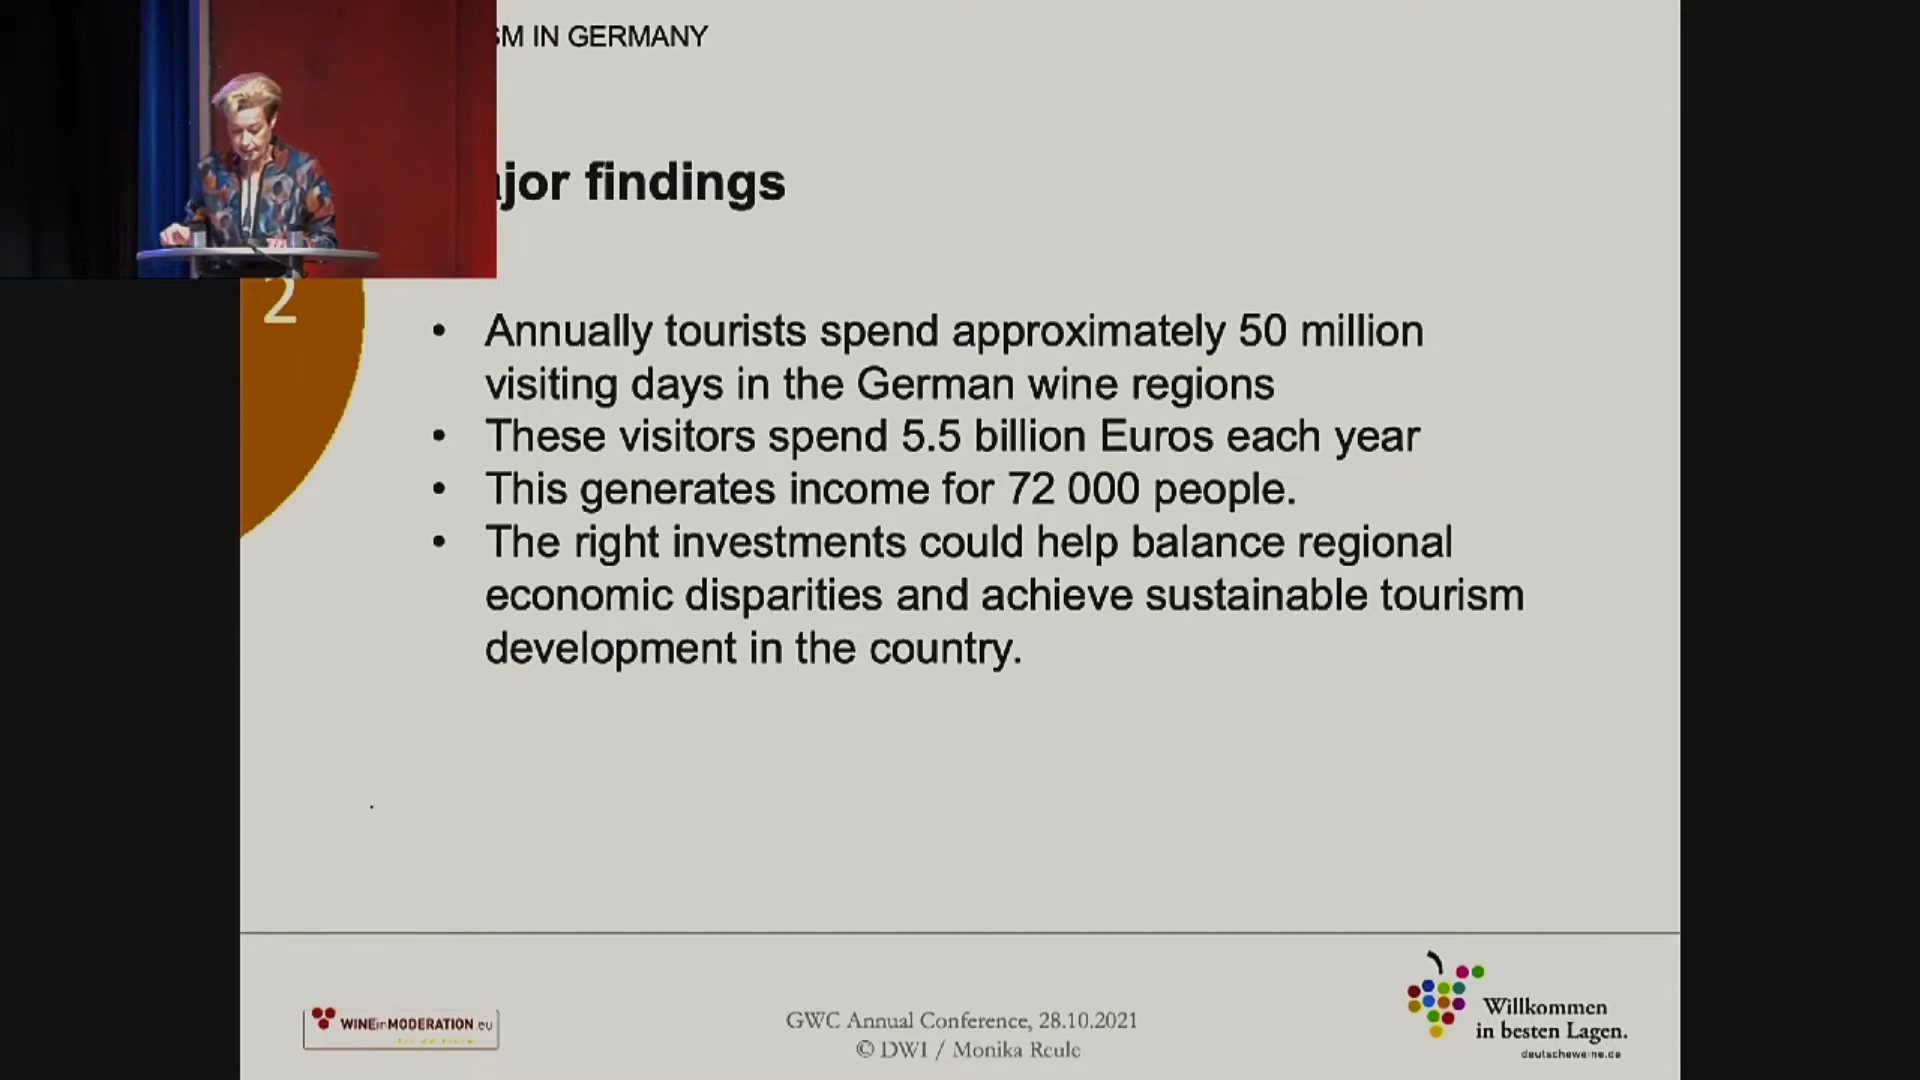 SM IN GERMANY
jor findings
2
• Annually tourists spend approximately 50 million
visiting days in the German wine regions
• These visitors spend 5.5 billion Euros each year
• This generates income for 72 000 people.
• The right investments could help balance regional
economic disparities and achieve sustainable tourism
development in the country.
WINEinMODERATION.eu
GWC Annual Conference, 28.10.2021
© DWI / Monika Reule
Willkommen
in besten Lagen.
deutscheweine.de